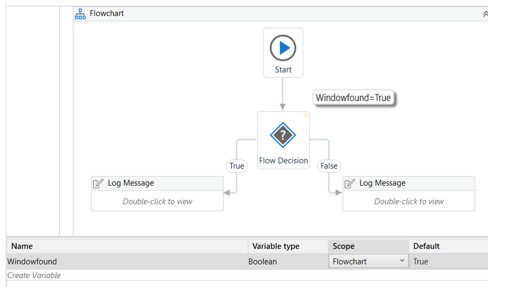 Flowchart
Start
Windowfound=True
?
Flow Decision
True
False
Log Message
Double-click to view
Log Message
Double-click to view
Name Variable type Scope Default
Windowfound Boolean Flowchart True
Create Variable